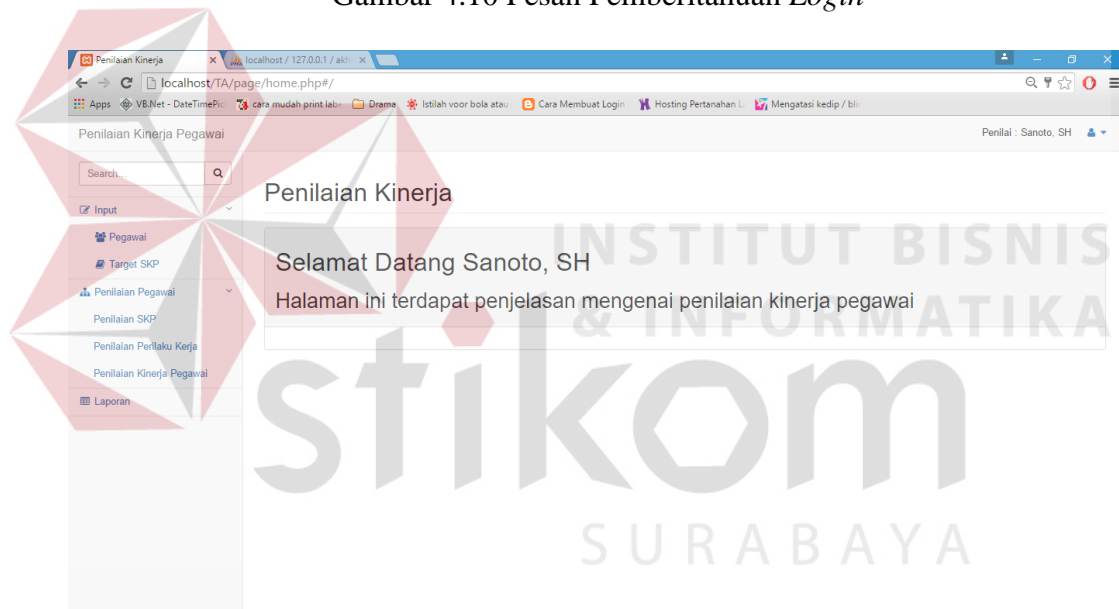 Gambar 4.10 Pesan Pemberitahuan Login
Penilaian Kinerja
localhost / 127.0.0.1 / akh
localhost/TA/page/home.php#/
Apps
VB.Net - DateTimePic
cara mudah print labe
Drama
Istilah voor bola atau
Cara Membuat Login
Hosting Pertanahan L
Mengatasi kedip / blin
Penilaian Kinerja Pegawai
Penilai : Sanoto, SH
Search...
Input
Pegawai
Target SKP
Penilaian Pegawai
Penilaian SKP
Penilaian Perilaku Kerja
Penilaian Kinerja Pegawai
Laporan
Penilaian Kinerja
Selamat Datang Sanoto, SH
Halaman ini terdapat penjelasan mengenai penilaian kinerja pegawai
INSTITUT BISNIS
& INFORMATIKA
stikom
SURABAYA